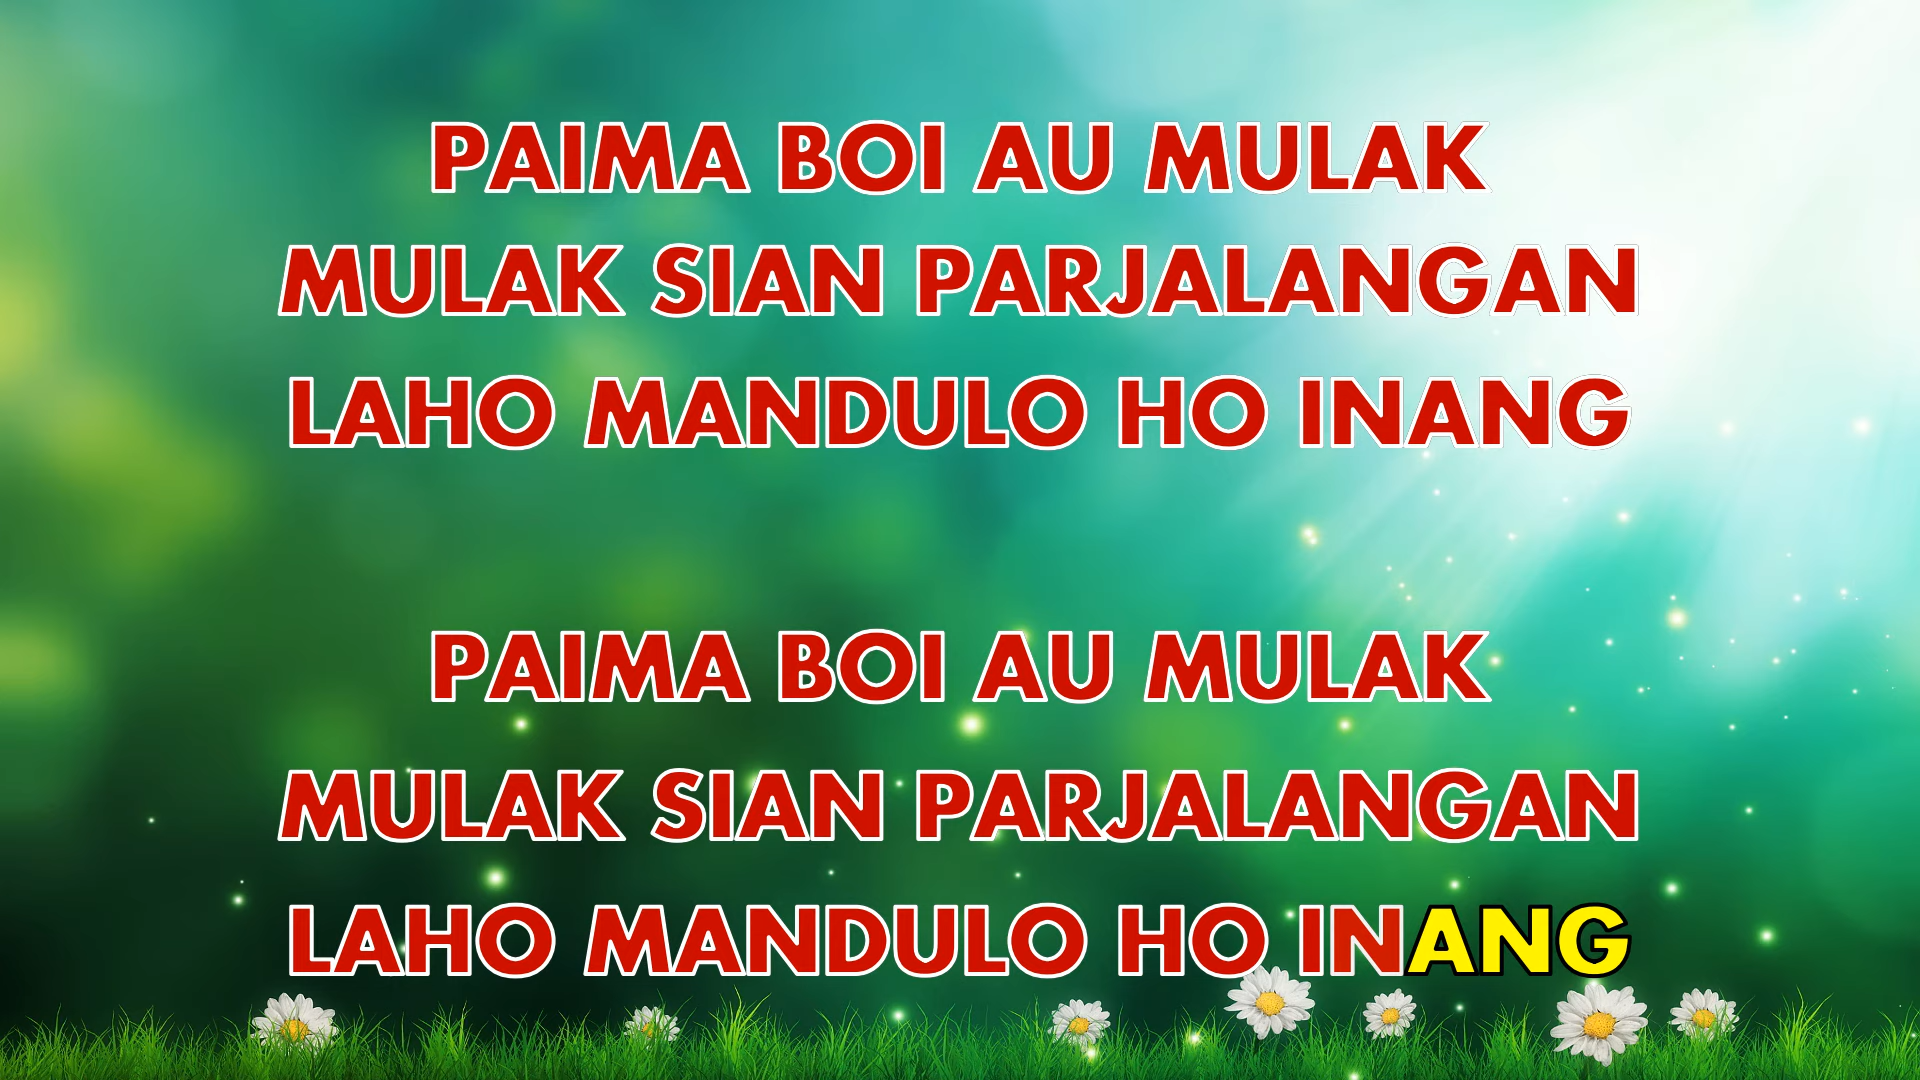 PAIMA BOI AU MULAK
MULAK SIAN PARJALANGAN
LAHO MANDULO HO INANG
PAIMA BOI AU MULAK
MULAK SIAN PARJALANGAN
LAHO MANDULO HO INANG